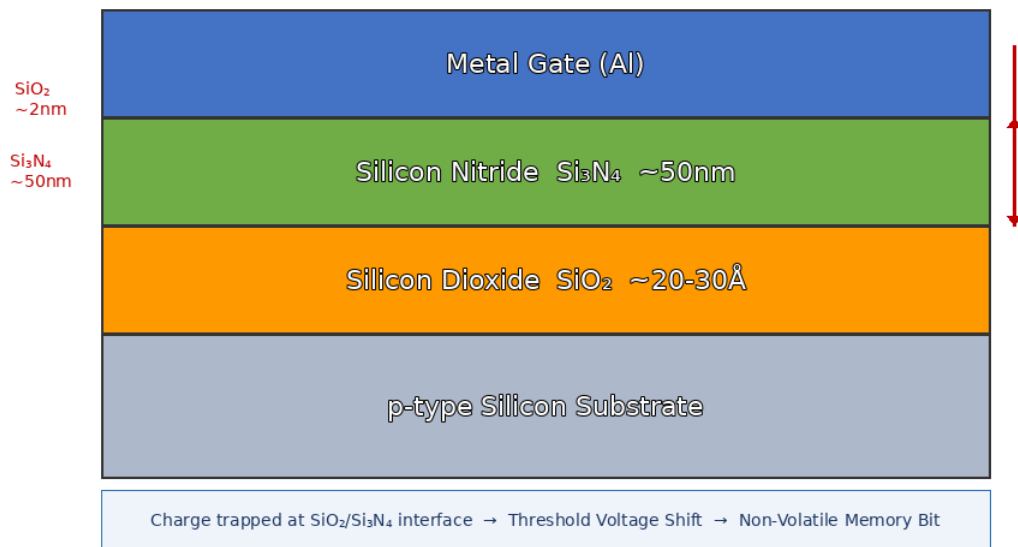 Metal Gate (Al)
SiO₂
~2nm
Si₃N₄
~50nm
Silicon Nitride  Si₃N₄  ~50nm
Silicon Dioxide  SiO₂  ~20-30Å
p-type Silicon Substrate
Charge trapped at SiO₂/Si₃N₄ interface → Threshold Voltage Shift → Non-Volatile Memory Bit